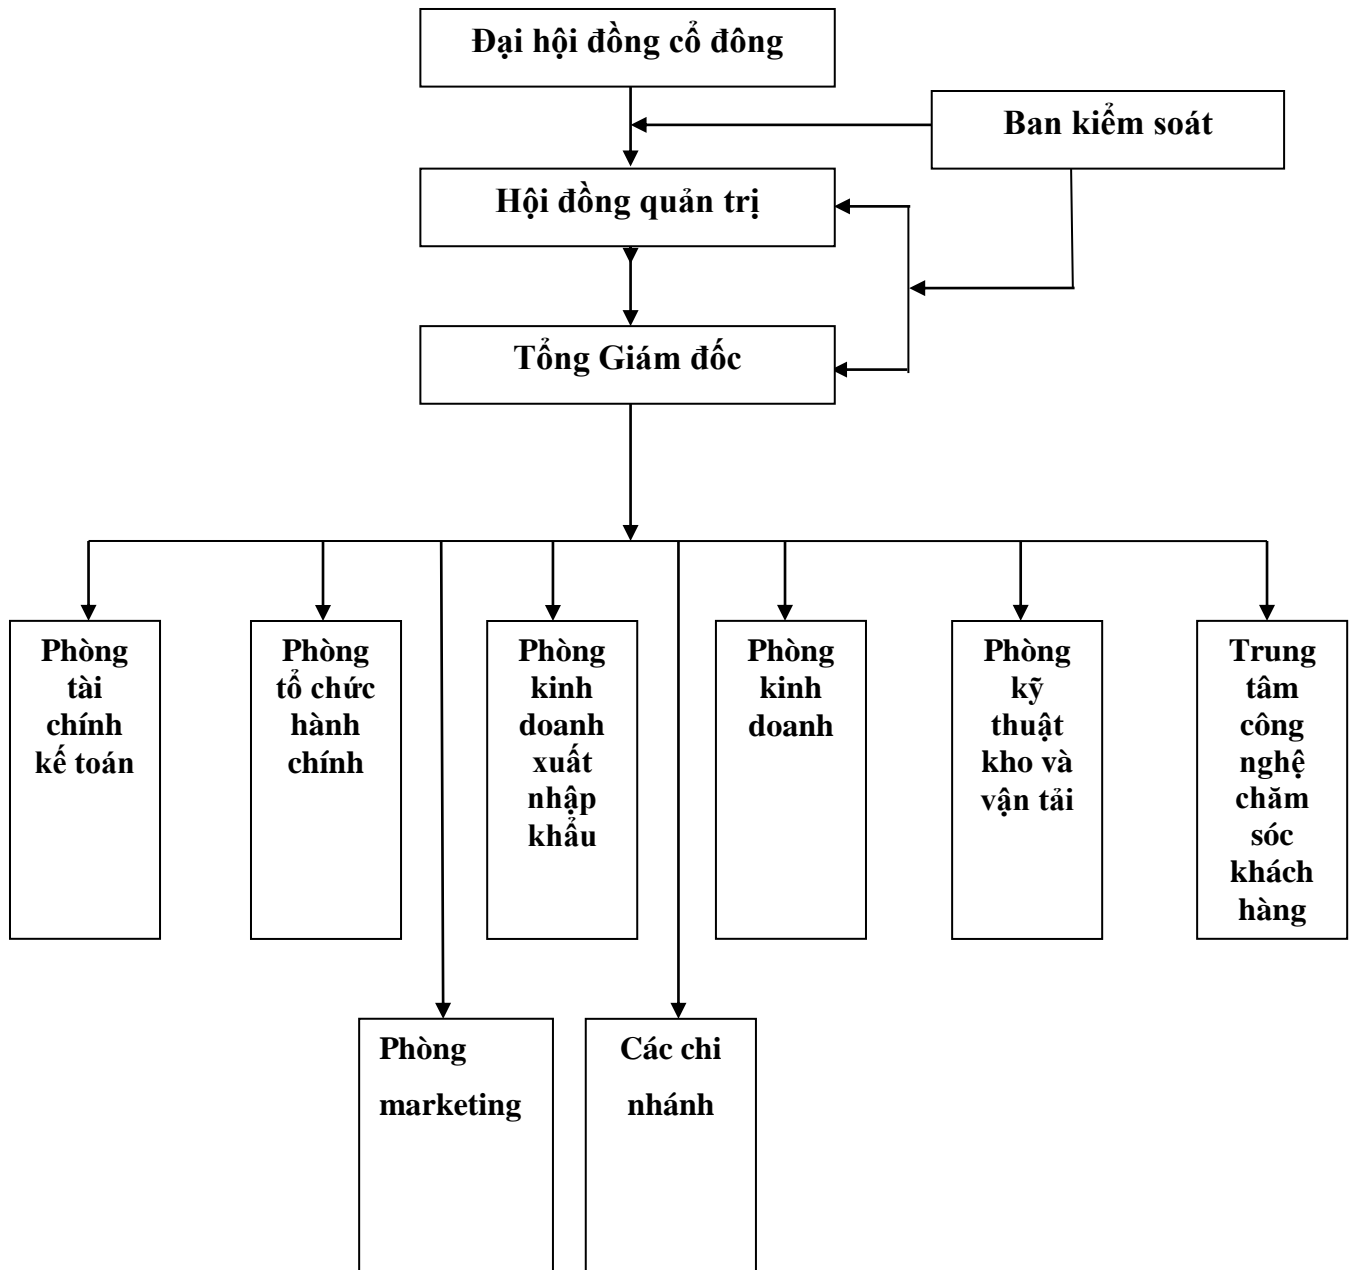 Đại hội đồng cổ đông
Ban kiểm soát
Hội đồng quản trị
Tổng Giám đốc
Phòng
tài
chính
kế toán
Phòng
tổ chức
hành
chính
Phòng
kinh
doanh
xuất
nhập
khẩu
Phòng
kinh
doanh
Phòng
kỹ
thuật
kho và
vận tải
Trung
tâm
công
nghệ
chăm
sóc
khách
hàng
Phòng
marketing
Các chi
nhánh